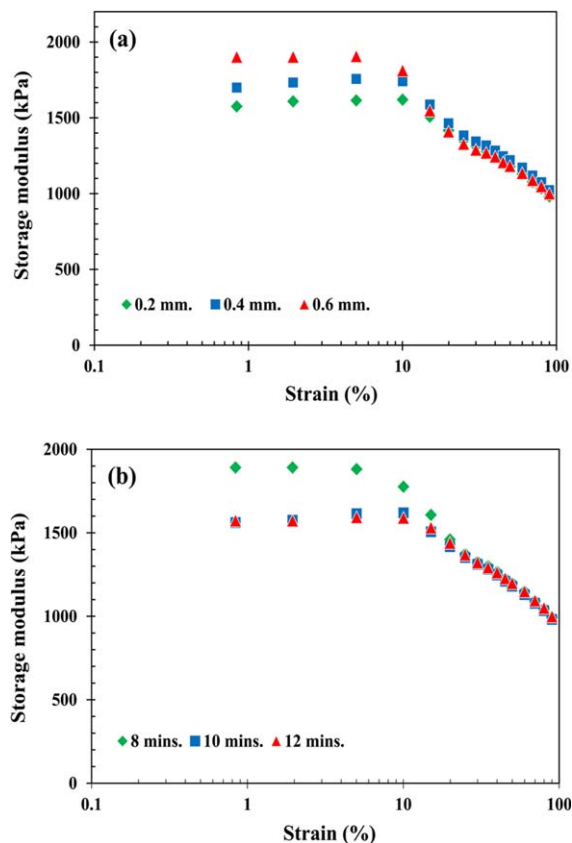 (a)
2000
1500
1000
500
0
Storage modulus (kPa)
0.2 mm. 0.4 mm. 0.6 mm.
0.1 1 10 100
Strain (%)
(b)
2000
1500
1000
500
0
Storage modulus (kPa)
8 mins. 10 mins. 12 mins.
0.1 1 10 100
Strain (%)